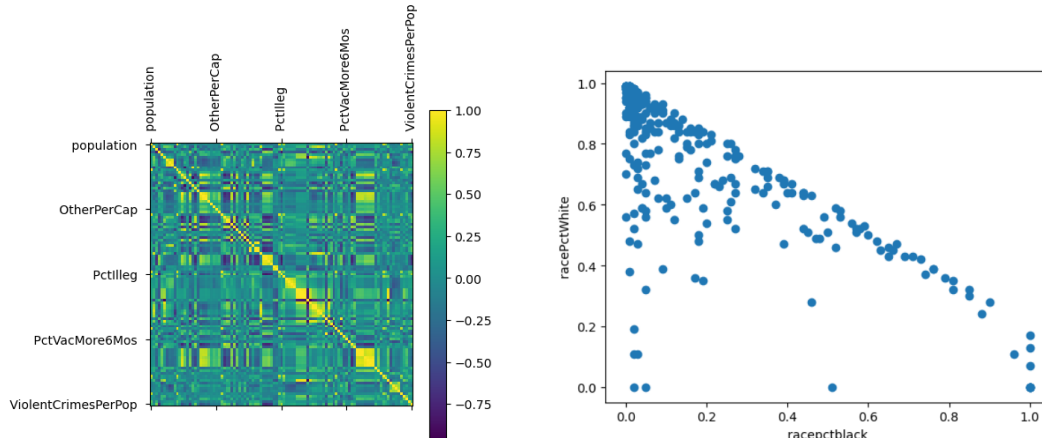 population
OtherPerCap
PctIlleg
PctVacMore6Mos
ViolentCrimesPerPop
population
OtherPerCap
PctIlleg
PctVacMore6Mos
ViolentCrimesPerPop
1.00
0.75
0.50
0.25
0.00
−0.25
−0.50
−0.75
racePctWhite
1.0
0.8
0.6
0.4
0.2
0.0
0.0 0.2 0.4 0.6 0.8 1.0
racepctblack